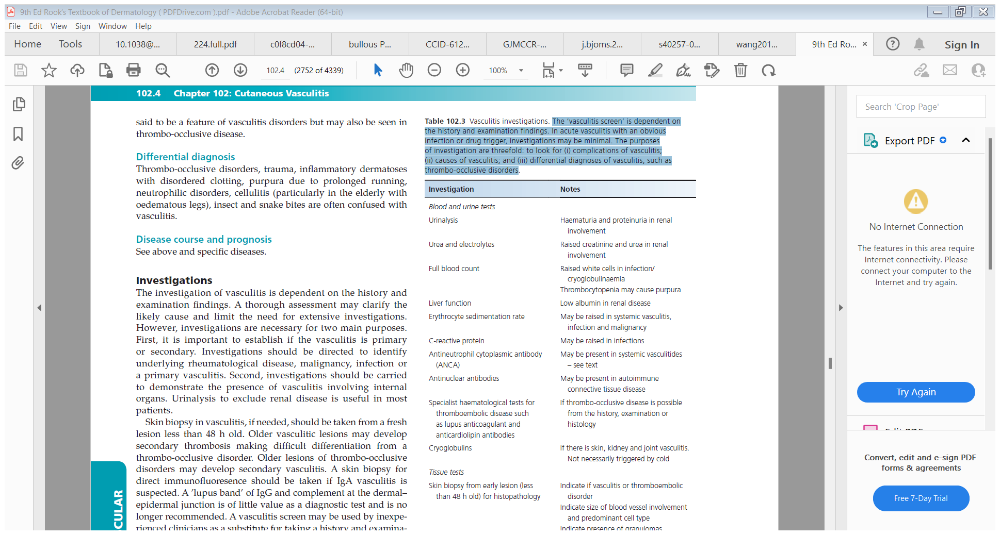 9th Ed Rook's Textbook of Dermatology ( PDFDrive.com ).pdf - Adobe Acrobat Reader (64-bit)
File Edit View Sign Window Help
Home Tools 10.1038@... 224.full.pdf c0f8cd04-... bullous P... CCID-612... GJMCCR-... j.bjoms.2... s40257-0... wang201... 9th Ed Ro... × Sign In
102.4 (2752 of 4339) 100%
102.4 Chapter 102: Cutaneous Vasculitis
said to be a feature of vasculitis disorders but may also be seen in
thrombo-occlusive disease.
Differential diagnosis
Thrombo-occlusive disorders, trauma, inflammatory dermatoses
with disordered clotting, purpura due to prolonged running,
neutrophilic disorders, cellulitis (particularly in the elderly with
oedematous legs), insect and snake bites are often confused with
vasculitis.
Disease course and prognosis
See above and specific diseases.
Investigations
The investigation of vasculitis is dependent on the history and
examination findings. A thorough assessment may clarify the
likely cause and limit the need for extensive investigations.
However, investigations are necessary for two main purposes.
First, it is important to establish if the vasculitis is primary
or secondary. Investigations should be directed to identify
underlying rheumatological disease, malignancy, infection or
a primary vasculitis. Second, investigations should be carried
to demonstrate the presence of vasculitis involving internal
organs. Urinalysis to exclude renal disease is useful in most
patients.
Skin biopsy in vasculitis, if needed, should be taken from a fresh
lesion less than 48 h old. Older vasculitic lesions may develop
secondary thrombosis making difficult differentiation from a
thrombo-occlusive disorder. Older lesions of thrombo-occlusive
disorders may develop secondary vasculitis. A skin biopsy for
direct immunofluoresence should be taken if IgA vasculitis is
suspected. A 'lupus band' of IgG and complement at the dermal–
epidermal junction is of little value as a diagnostic test and is no
longer recommended. A vasculitis screen may be used by inexpe-
rienced clinicians as a substitute for taking a history and examina-
CULAR
Table 102.3 Vasculitis investigations. The 'vasculitis screen' is dependent on
the history and examination findings. In acute vasculitis with an obvious
infection or drug trigger, investigations may be minimal. The purposes
of investigation are threefold: to look for (i) complications of vasculitis;
(ii) causes of vasculitis; and (iii) differential diagnoses of vasculitis, such as
thrombo-occlusive disorders.
Investigation Notes
Blood and urine tests
Urinalysis Haematuria and proteinuria in renal
involvement
Urea and electrolytes Raised creatinine and urea in renal
involvement
Full blood count Raised white cells in infection/
cryoglobulinaemia
Thrombocytopenia may cause purpura
Liver function Low albumin in renal disease
Erythrocyte sedimentation rate May be raised in systemic vasculitis,
infection and malignancy
C-reactive protein May be raised in infections
Antineutrophil cytoplasmic antibody May be present in systemic vasculitides
(ANCA) – see text
Antinuclear antibodies May be present in autoimmune
connective tissue disease
Specialist haematological tests for If thrombo-occlusive disease is possible
thromboembolic disease such from the history, examination or
as lupus anticoagulant and histology
anticardiolipin antibodies
Cryoglobulins If there is skin, kidney and joint vasculitis.
Not necessarily triggered by cold
Tissue tests
Skin biopsy from early lesion (less Indicate if vasculitis or thromboembolic
than 48 h old) for histopathology disorder
Indicate size of blood vessel involvement
and predominant cell type
Indicate presence of granulomas
Search 'Crop Page'
Export PDF
No Internet Connection
The features in this area require
Internet connectivity. Please
connect your computer to the
Internet and try again.
Try Again
Edit PDF
Convert, edit and e-sign PDF
forms & agreements
Free 7-Day Trial